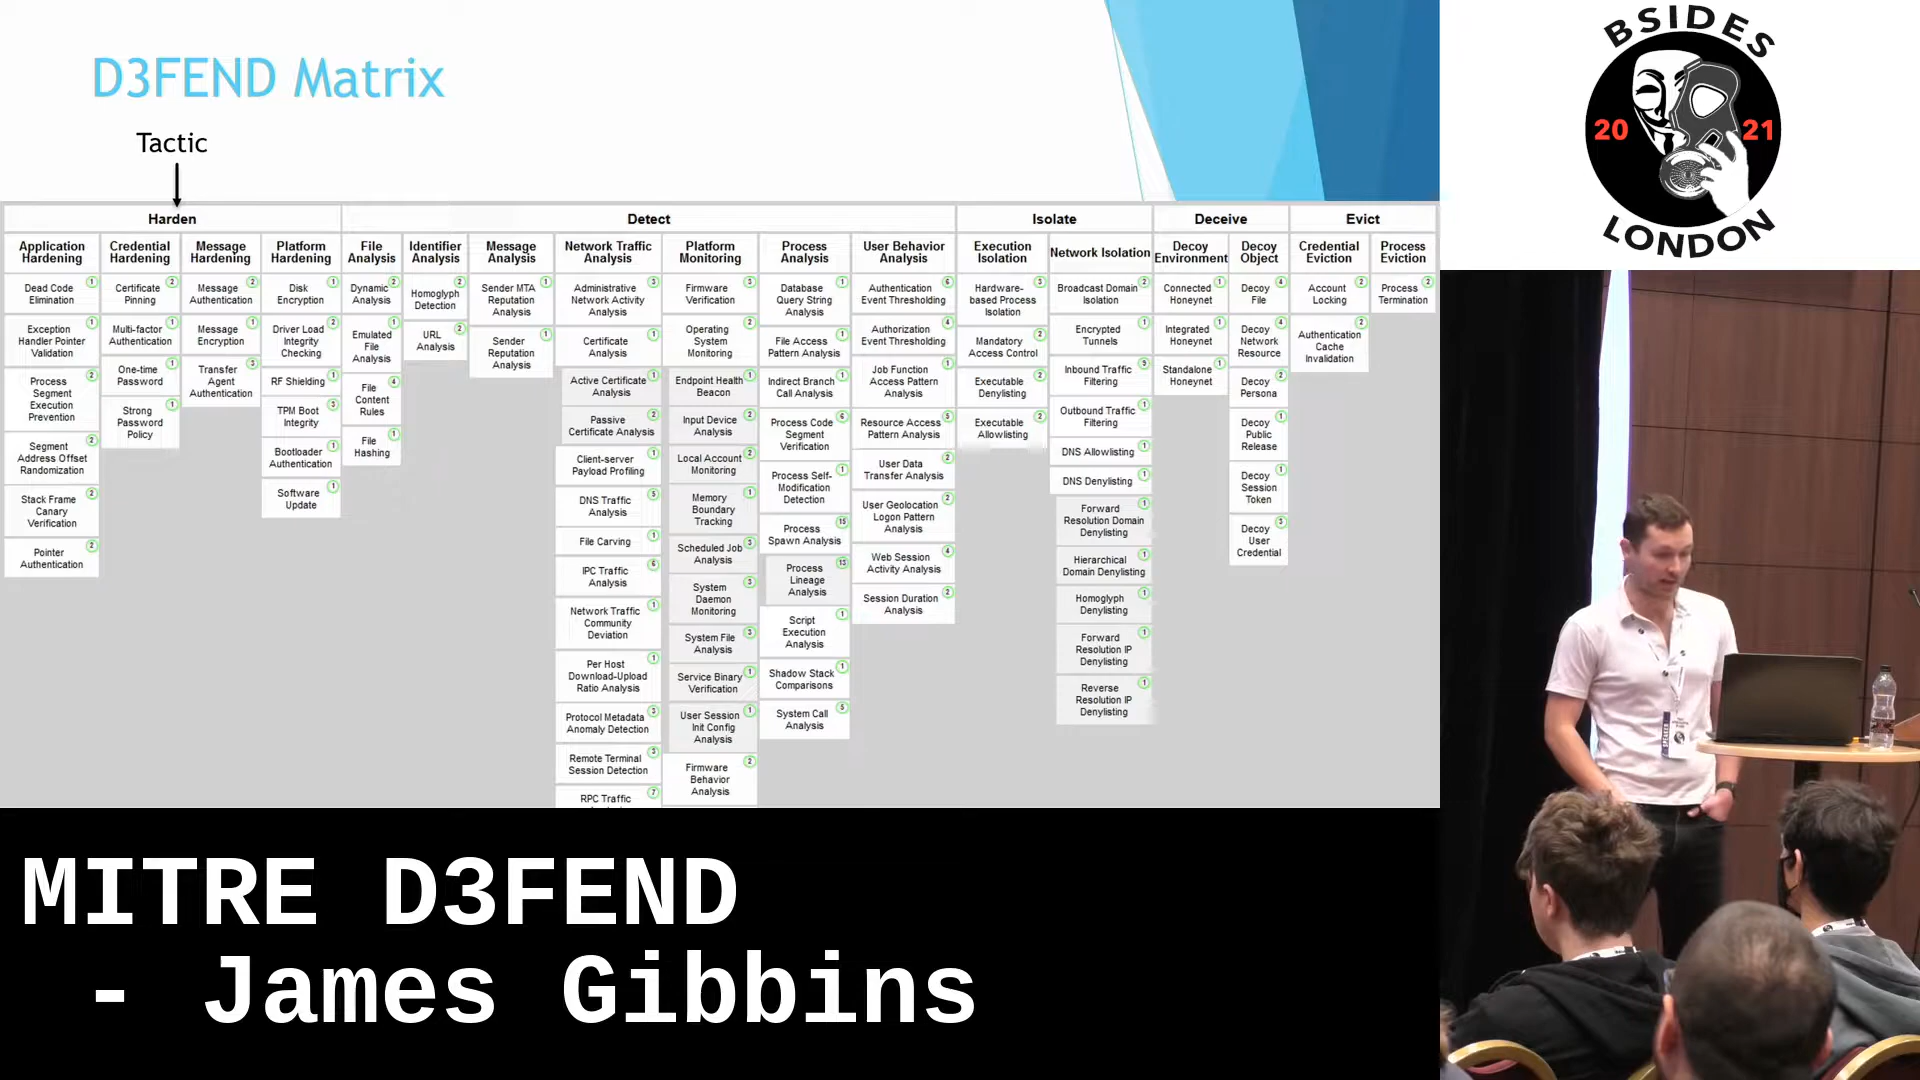 D3FEND Matrix
Tactic
Harden
Detect
Isolate
Deceive
Evict
Application
Hardening
Credential
Hardening
Message
Hardening
Platform
Hardening
File
Analysis
Identifier
Analysis
Message
Analysis
Network Traffic
Analysis
Platform
Monitoring
Process
Analysis
User Behavior
Analysis
Execution
Isolation
Network Isolation
Decoy
Environment
Decoy
Object
Credential
Eviction
Process
Eviction
Dead Code
Elimination
Exception
Handler Pointer
Validation
Process
Segment
Execution
Prevention
Segment
Address Offset
Randomization
Stack Frame
Canary
Verification
Pointer
Authentication
Certificate
Pinning
Multi-factor
Authentication
One-time
Password
Strong
Password
Policy
Message
Authentication
Message
Encryption
Transfer
Agent
Authentication
Disk
Encryption
Driver Load
Integrity
Checking
RF Shielding
TPM Boot
Integrity
Bootloader
Authentication
Software
Update
Dynamic
Analysis
Emulated
File
Analysis
File
Content
Rules
File
Hashing
Homoglyph
Detection
URL
Analysis
Sender MTA
Reputation
Analysis
Sender
Reputation
Analysis
Administrative
Network Activity
Analysis
Certificate
Analysis
Active Certificate
Analysis
Passive
Certificate Analysis
Client-server
Payload Profiling
DNS Traffic
Analysis
File Carving
IPC Traffic
Analysis
Network Traffic
Community
Deviation
Per Host
Download-Upload
Ratio Analysis
Protocol Metadata
Anomaly Detection
Remote Terminal
Session Detection
RPC Traffic
Firmware
Verification
Operating
System
Monitoring
Endpoint Health
Beacon
Input Device
Analysis
Local Account
Monitoring
Memory
Boundary
Tracking
Scheduled Job
Analysis
System
Daemon
Monitoring
System File
Analysis
Service Binary
Verification
User Session
Init Config
Analysis
Firmware
Behavior
Analysis
Database
Query String
Analysis
File Access
Pattern Analysis
Indirect Branch
Call Analysis
Process Code
Segment
Verification
Process Self-
Modification
Detection
Process
Spawn Analysis
Process
Lineage
Analysis
Script
Execution
Analysis
Shadow Stack
Comparisons
System Call
Analysis
Authentication
Event Thresholding
Authorization
Event Thresholding
Job Function
Access Pattern
Analysis
Resource Access
Pattern Analysis
User Data
Transfer Analysis
User Geolocation
Logon Pattern
Analysis
Web Session
Activity Analysis
Session Duration
Analysis
Hardware-
based Process
Isolation
Mandatory
Access Control
Executable
Denylisting
Executable
Allowlisting
Broadcast Domain
Isolation
Encrypted
Tunnels
Inbound Traffic
Filtering
Outbound Traffic
Filtering
DNS Allowlisting
DNS Denylisting
Forward
Resolution Domain
Denylisting
Hierarchical
Domain Denylisting
Homoglyph
Denylisting
Forward
Resolution IP
Denylisting
Reverse
Resolution IP
Denylisting
Connected
Honeynet
Integrated
Honeynet
Standalone
Honeynet
Decoy
File
Decoy
Network
Resource
Decoy
Persona
Decoy
Public
Release
Decoy
Session
Token
Decoy
User
Credential
Account
Locking
Authentication
Cache
Invalidation
Process
Termination
BSIDES
20 21
LONDON
MITRE D3FEND
- James Gibbins